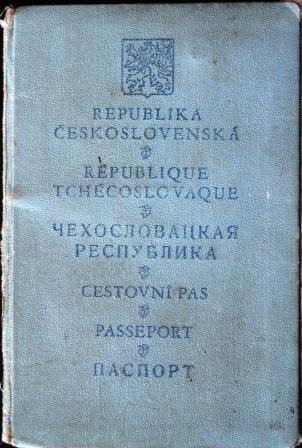 REPUBLIKA
ČESKOSLOVENSKÁ
RÉPUBLIQUE
TCHÉCOSLOVAQUE
ЧЕХОСЛОВАЦКАЯ
РЕСПУБЛИКА
CESTOVNÍ PAS
PASSEPORT
ПАСПОРТ